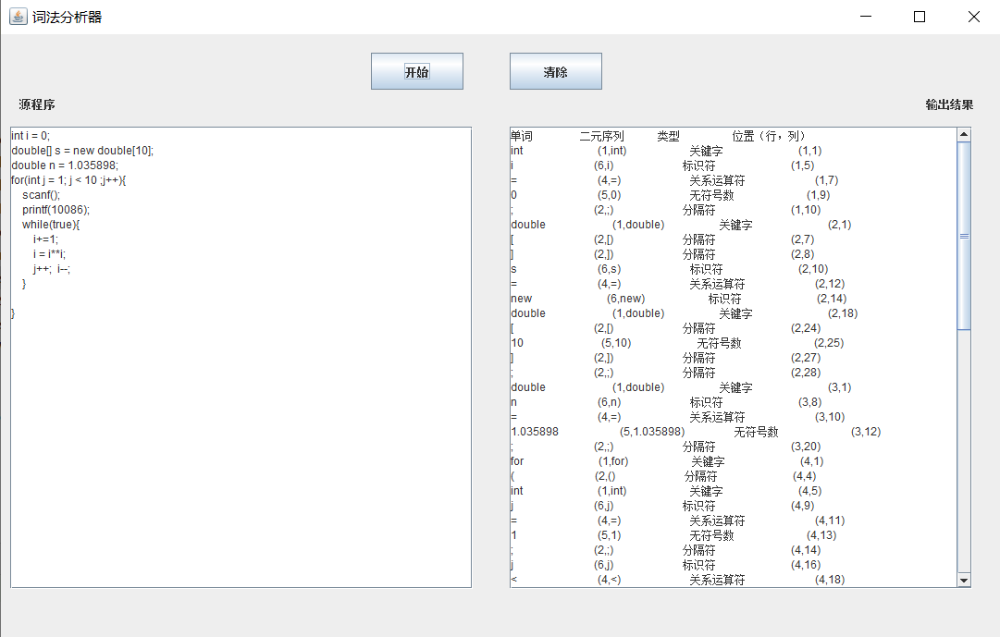 词法分析器
开始 清除
源程序 输出结果
int i = 0;
double[] s = new double[10];
double n = 1.035898;
for(int j = 1; j < 10 ;j++){
scanf();
printf(10086);
while(true){
i+=1;
i = i**i;
j++; i--;
}
}
单词 二元序列 类型 位置（行，列）
int (1,int) 关键字 (1,1)
i (6,i) 标识符 (1,5)
= (4,=) 关系运算符 (1,7)
0 (5,0) 无符号数 (1,9)
; (2,;) 分隔符 (1,10)
double (1,double) 关键字 (2,1)
[ (2,[) 分隔符 (2,7)
] (2,]) 分隔符 (2,8)
s (6,s) 标识符 (2,10)
= (4,=) 关系运算符 (2,12)
new (6,new) 标识符 (2,14)
double (1,double) 关键字 (2,18)
[ (2,[) 分隔符 (2,24)
10 (5,10) 无符号数 (2,25)
] (2,]) 分隔符 (2,27)
; (2,;) 分隔符 (2,28)
double (1,double) 关键字 (3,1)
n (6,n) 标识符 (3,8)
= (4,=) 关系运算符 (3,10)
1.035898 (5,1.035898) 无符号数 (3,12)
; (2,;) 分隔符 (3,20)
for (1,for) 关键字 (4,1)
( (2,() 分隔符 (4,4)
int (1,int) 关键字 (4,5)
j (6,j) 标识符 (4,9)
= (4,=) 关系运算符 (4,11)
1 (5,1) 无符号数 (4,13)
; (2,;) 分隔符 (4,14)
j (6,j) 标识符 (4,16)
< (4,<) 关系运算符 (4,18)